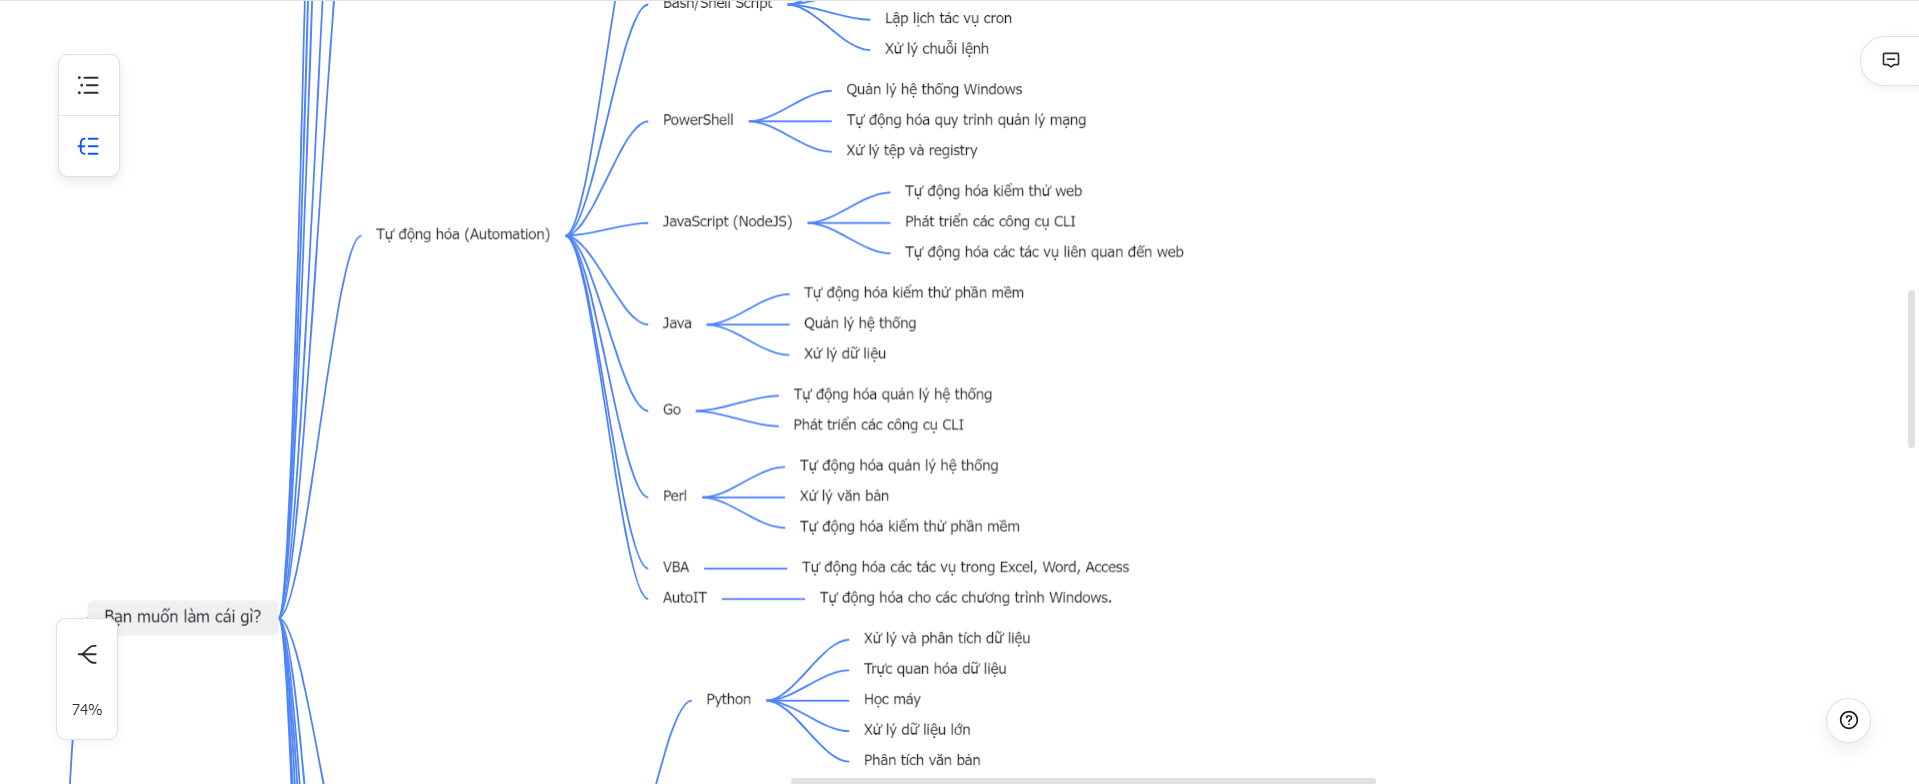 Bash/Shell Script
Lập lịch tác vụ cron
Xử lý chuỗi lệnh
Quản lý hệ thống Windows
PowerShell
Tự động hóa quy trình quản lý mạng
Xử lý tệp và registry
Tự động hóa (Automation)
Tự động hóa kiểm thử web
JavaScript (NodeJS)
Phát triển các công cụ CLI
Tự động hóa các tác vụ liên quan đến web
Tự động hóa kiểm thử phần mềm
Java
Quản lý hệ thống
Xử lý dữ liệu
Tự động hóa quản lý hệ thống
Go
Phát triển các công cụ CLI
Tự động hóa quản lý hệ thống
Perl
Xử lý văn bản
Tự động hóa kiểm thử phần mềm
VBA
Tự động hóa các tác vụ trong Excel, Word, Access
AutoIT
Tự động hóa cho các chương trình Windows.
Bạn muốn làm cái gì?
Xử lý và phân tích dữ liệu
Trực quan hóa dữ liệu
Python
Học máy
Xử lý dữ liệu lớn
Phân tích văn bản
74%